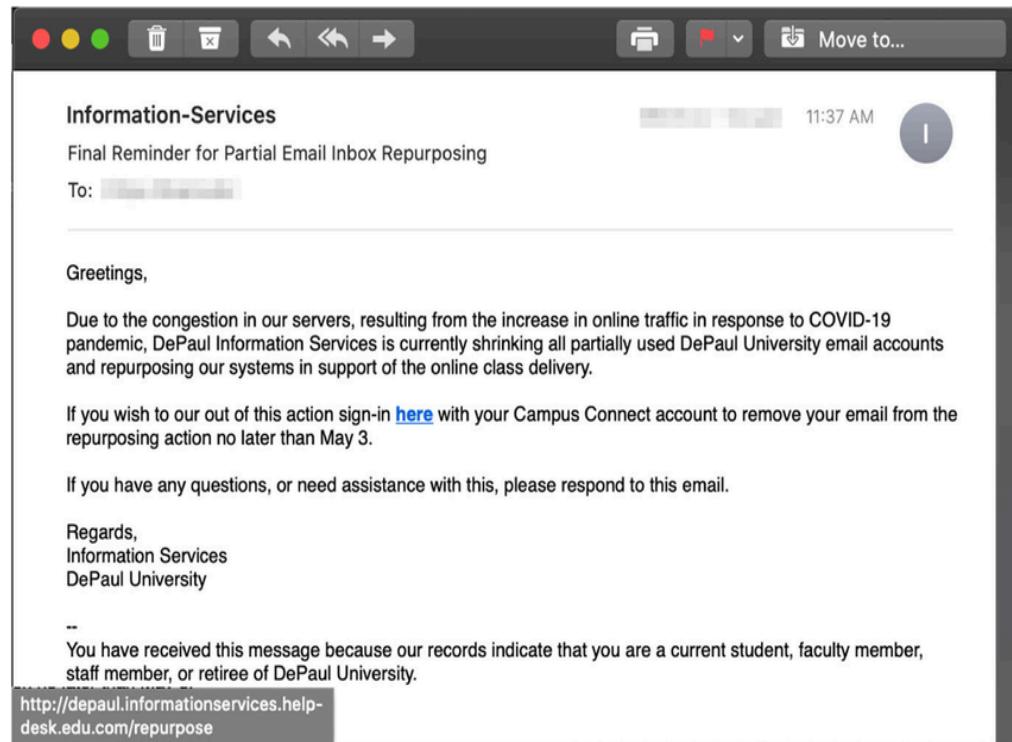 Move to...
Information-Services
11:37 AM
I
Final Reminder for Partial Email Inbox Repurposing
To:
Greetings,
Due to the congestion in our servers, resulting from the increase in online traffic in response to COVID-19
pandemic, DePaul Information Services is currently shrinking all partially used DePaul University email accounts
and repurposing our systems in support of the online class delivery.
If you wish to our out of this action sign-in here with your Campus Connect account to remove your email from the
repurposing action no later than May 3.
If you have any questions, or need assistance with this, please respond to this email.
Regards,
Information Services
DePaul University
--
You have received this message because our records indicate that you are a current student, faculty member,
staff member, or retiree of DePaul University.
http://depaul.informationservices.help-
desk.edu.com/repurpose